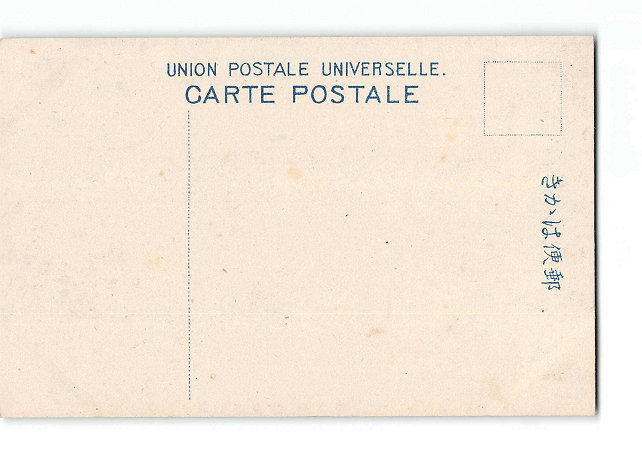 UNION POSTALE UNIVERSELLE.
CARTE POSTALE
郵便はかき